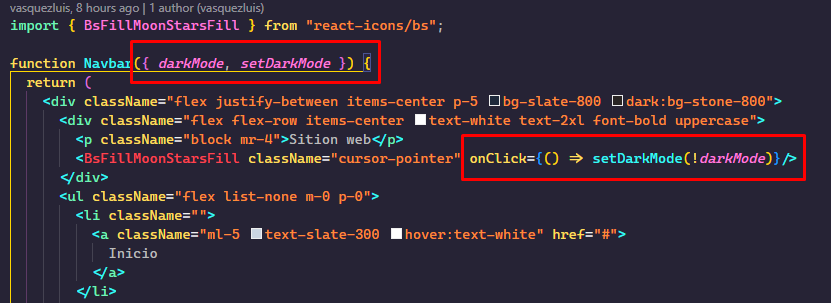 vasquezluis, 8 hours ago | 1 author (vasquezluis)
import { BsFillMoonStarsFill } from "react-icons/bs";
function Navbar({ darkMode, setDarkMode }) {
return (
<div className="flex justify-between items-center p-5 bg-slate-800 dark:bg-stone-800">
<div className="flex flex-row items-center text-white text-2xl font-bold uppercase">
<p className="block mr-4">Sition web</p>
<BsFillMoonStarsFill className="cursor-pointer" onClick={() => setDarkMode(!darkMode)}/>
</div>
<ul className="flex list-none m-0 p-0">
<li className="">
<a className="ml-5 text-slate-300 hover:text-white" href="#">
Inicio
</a>
</li>